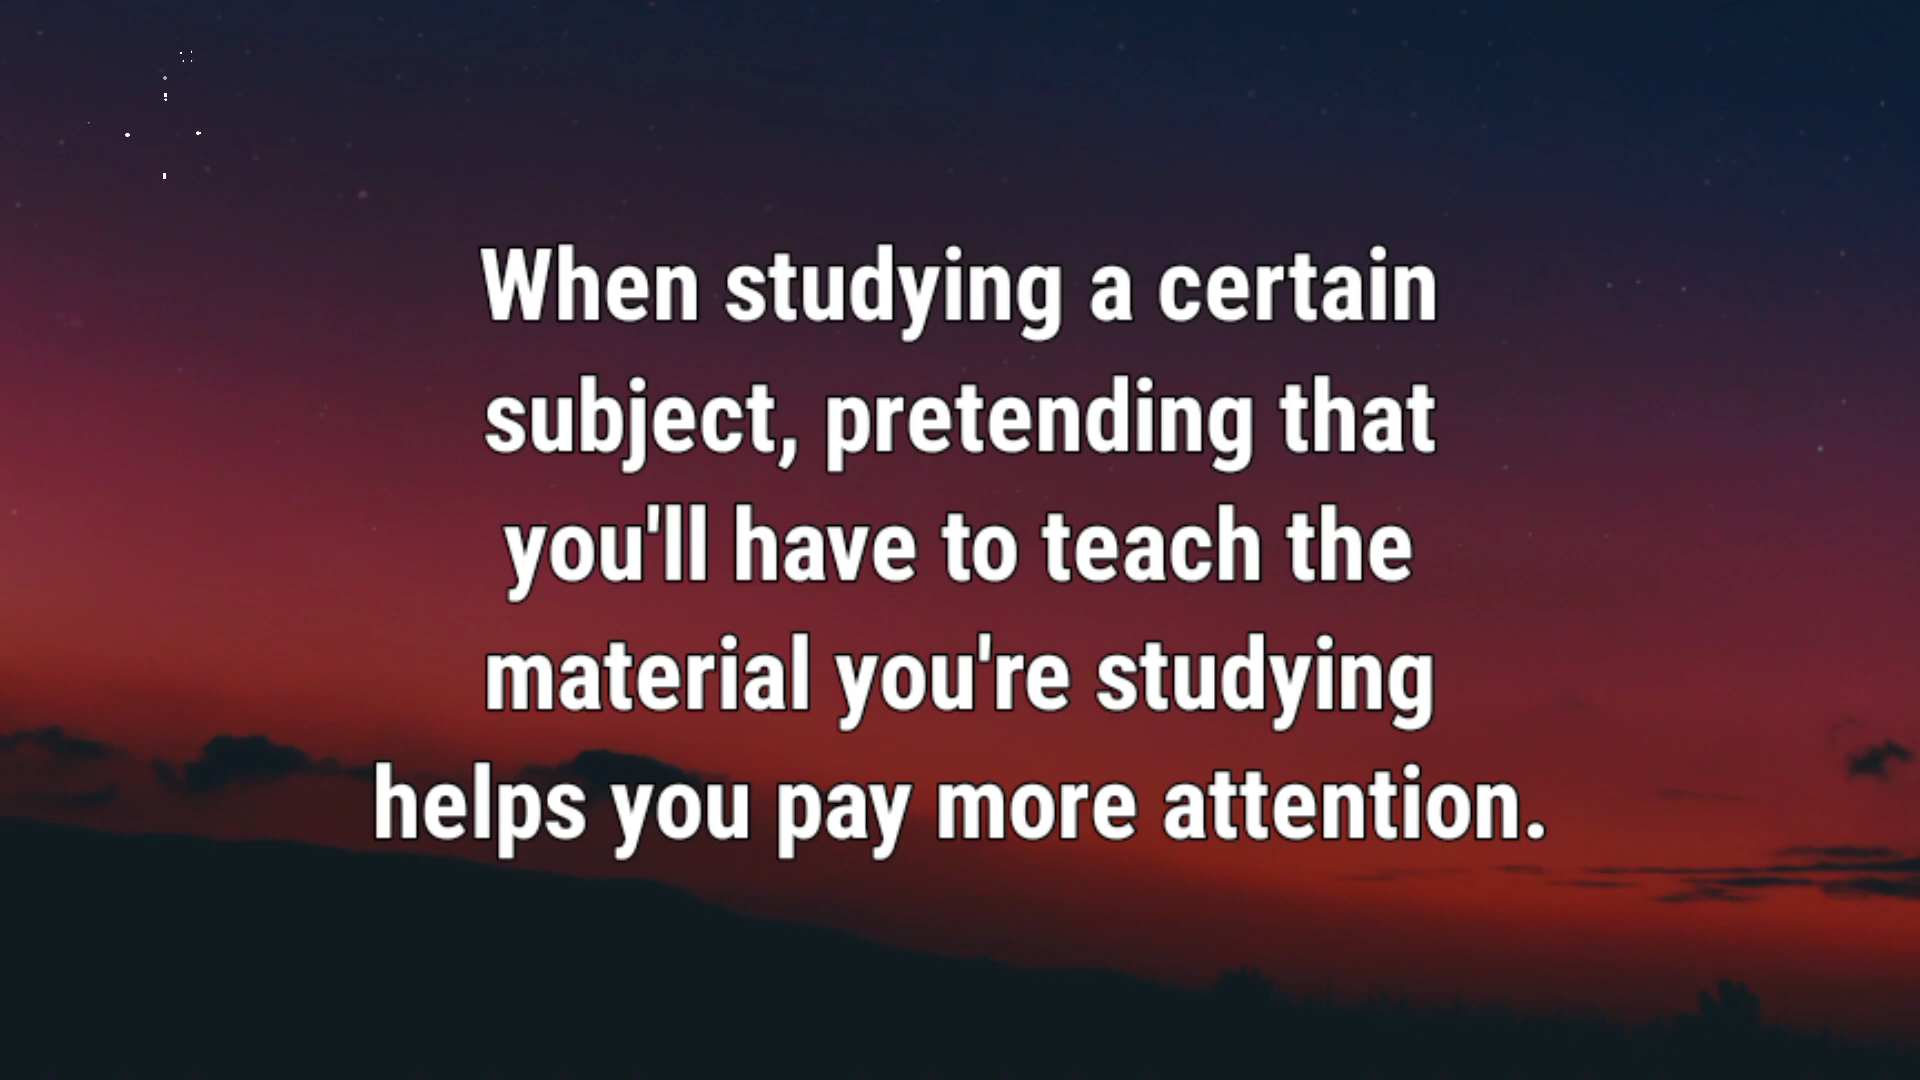 When studying a certain
subject, pretending that
you'll have to teach the
material you're studying
helps you pay more attention.